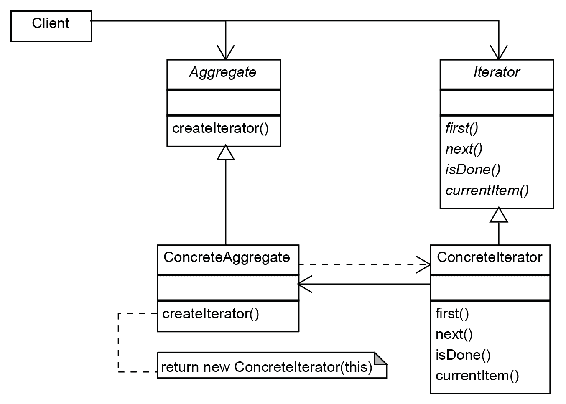 Client
Aggregate
createIterator()
Iterator
first()
next()
isDone()
currentItem()
ConcreteAggregate
createIterator()
return new ConcreteIterator(this)
ConcreteIterator
first()
next()
isDone()
currentItem()